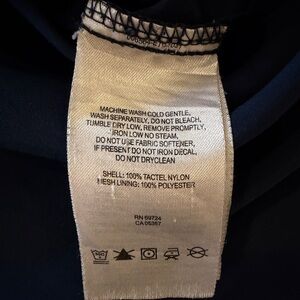 MACHINE WASH COLD GENTLE,
WASH SEPARATELY, DO NOT BLEACH,
TUMBLE DRY LOW, REMOVE PROMPTLY,
IRON LOW NO STEAM,
DO NOT USE FABRIC SOFTENER,
IF PRESENT DO NOT IRON DECAL,
DO NOT DRYCLEAN
SHELL: 100% TACTEL NYLON
MESH LINING: 100% POLYESTER
RN 69724
CA 05357